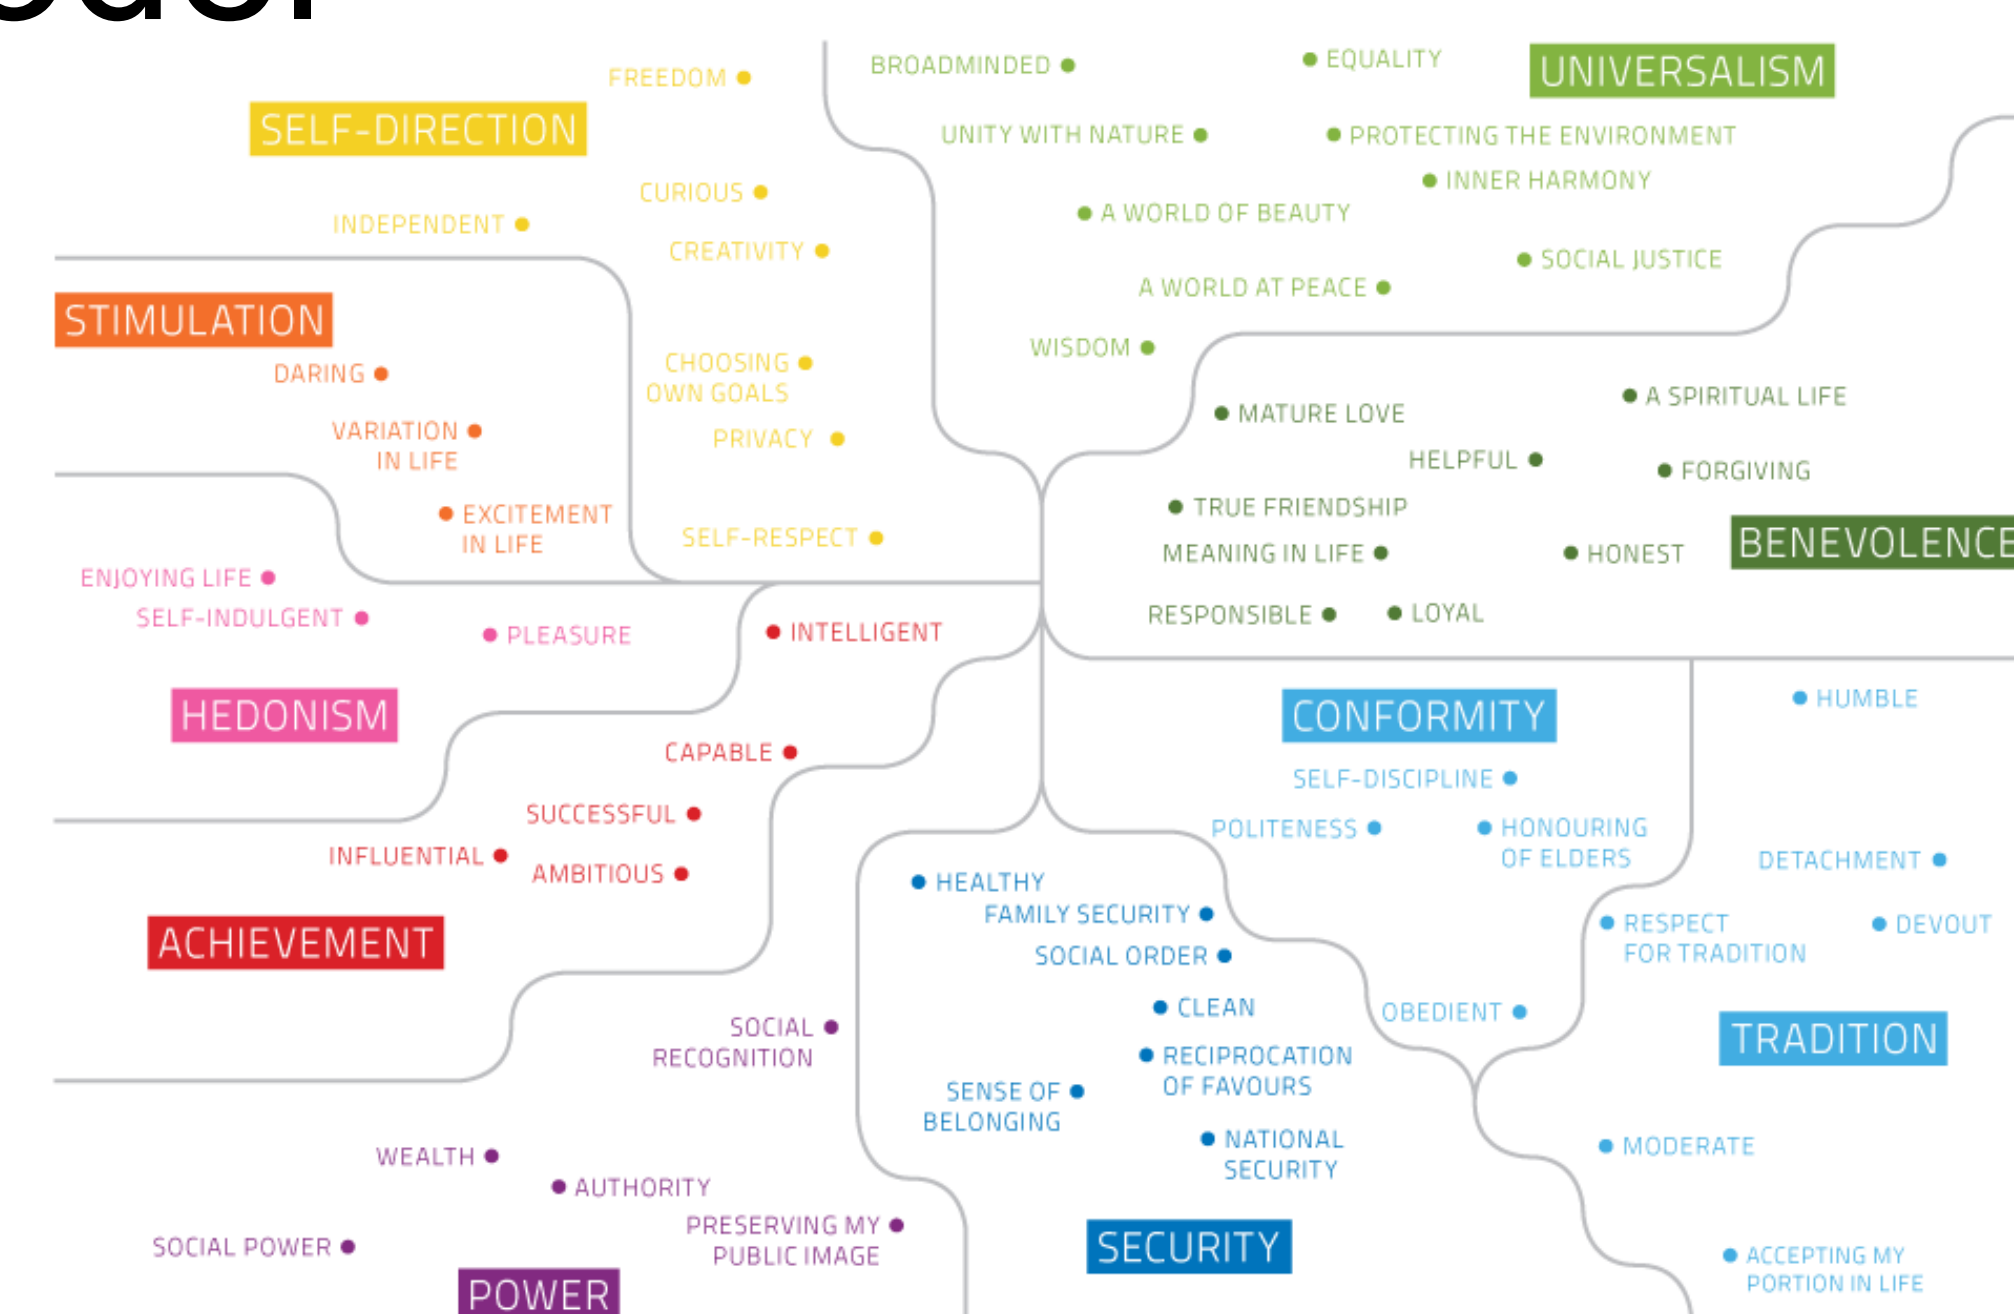 FREEDOM
SELF-DIRECTION
CURIOUS
INDEPENDENT
CREATIVITY
CHOOSING
OWN GOALS
PRIVACY
SELF-RESPECT
BROADMINDED
EQUALITY
UNIVERSALISM
UNITY WITH NATURE
PROTECTING THE ENVIRONMENT
INNER HARMONY
A WORLD OF BEAUTY
SOCIAL JUSTICE
A WORLD AT PEACE
WISDOM
STIMULATION
DARING
VARIATION
IN LIFE
EXCITEMENT
IN LIFE
MATURE LOVE
A SPIRITUAL LIFE
HELPFUL
FORGIVING
TRUE FRIENDSHIP
MEANING IN LIFE
HONEST
BENEVOLENCE
RESPONSIBLE
LOYAL
ENJOYING LIFE
SELF-INDULGENT
PLEASURE
HEDONISM
INTELLIGENT
CAPABLE
SUCCESSFUL
INFLUENTIAL
AMBITIOUS
ACHIEVEMENT
CONFORMITY
SELF-DISCIPLINE
POLITENESS
HONOURING
OF ELDERS
OBEDIENT
HUMBLE
DETACHMENT
RESPECT
FOR TRADITION
DEVOUT
TRADITION
MODERATE
ACCEPTING MY
PORTION IN LIFE
HEALTHY
FAMILY SECURITY
SOCIAL ORDER
CLEAN
RECIPROCATION
OF FAVOURS
SENSE OF
BELONGING
NATIONAL
SECURITY
SECURITY
SOCIAL
RECOGNITION
WEALTH
AUTHORITY
PRESERVING MY
PUBLIC IMAGE
SOCIAL POWER
POWER